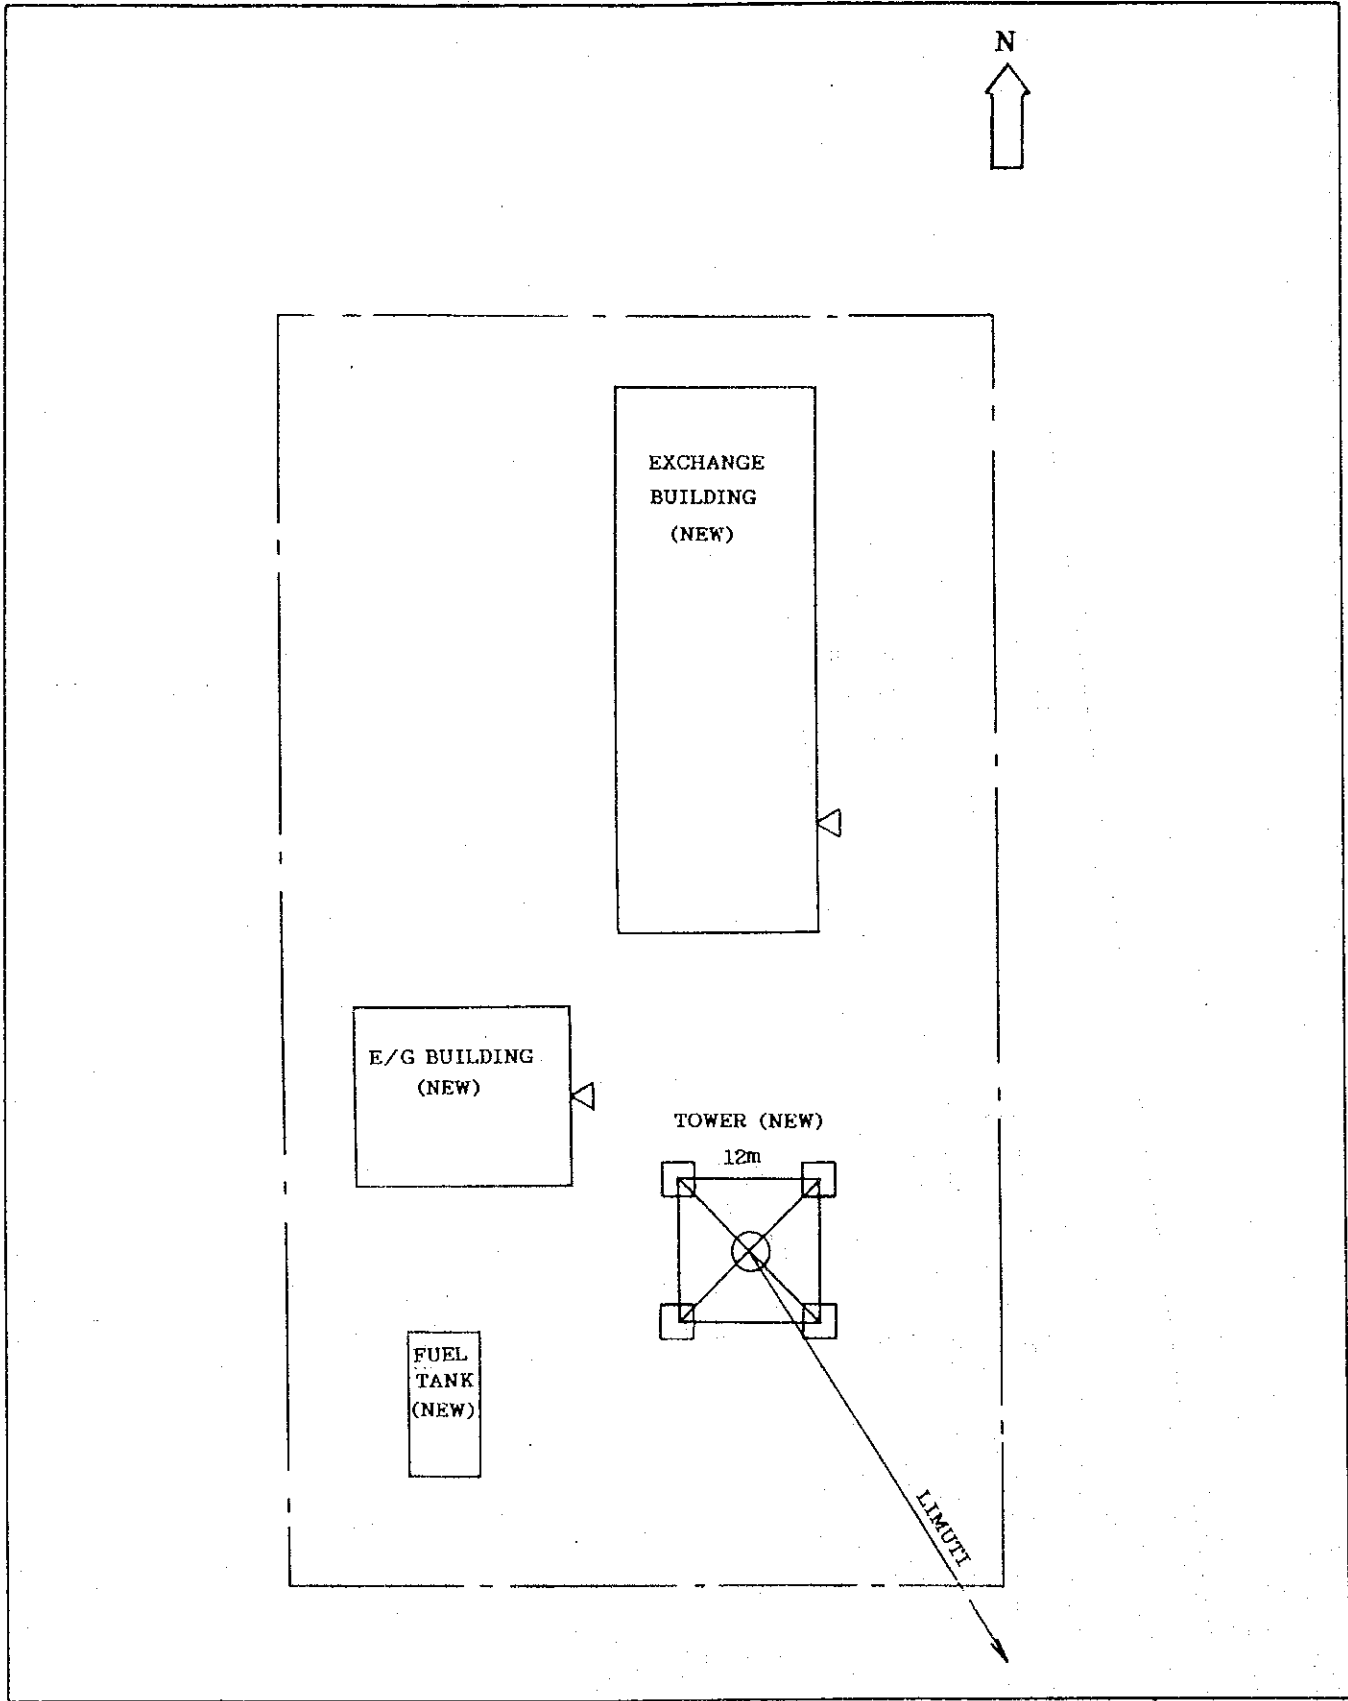 N
EXCHANGE
BUILDING
(NEW)
E/G BUILDING
(NEW)
TOWER (NEW)
12m
FUEL
TANK
(NEW)
LIMUTI